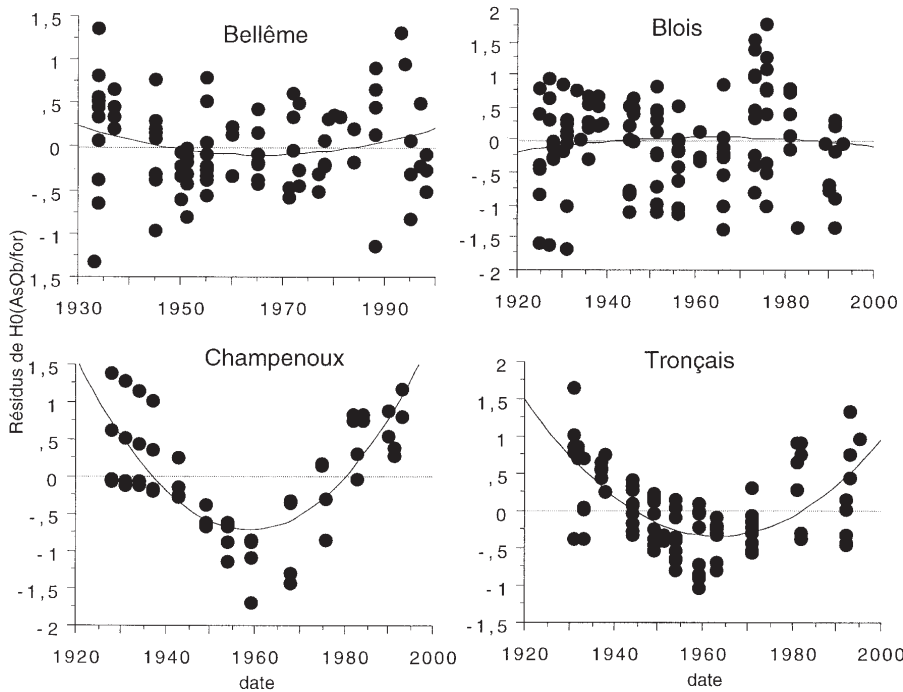 Résidus de H0(AsQb/for)
Bellême
1,5
1
,5
0
-,5
- 1
1,5
1930 1950 1970 1990
Blois
2
1,5
1
,5
0
-,5
- 1
-1,5
- 2
1920 1940 1960 1980 2000
Champenoux
1,5
1
,5
0
-,5
- 1
-1,5
- 2
1920 1940 1960 1980 2000
date
Tronçais
2
1,5
1
,5
0
-,5
- 1
-1,5
1920 1940 1960 1980 2000
date